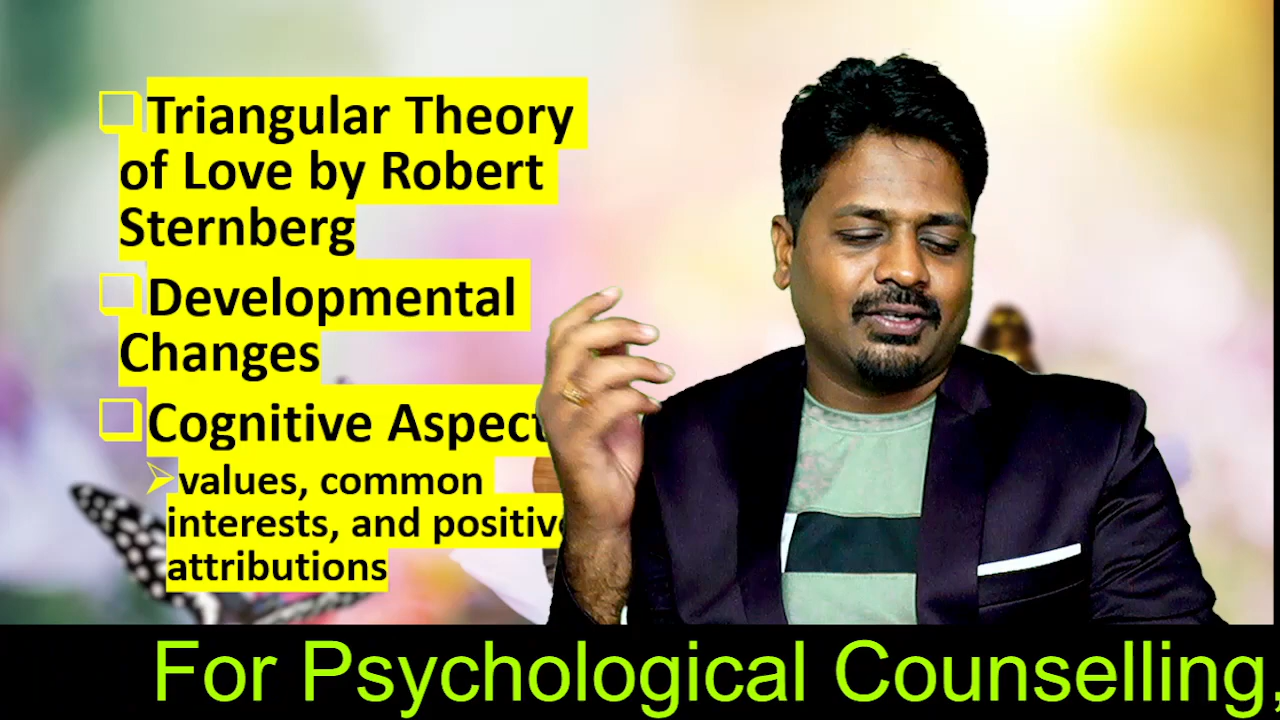 Triangular Theory
of Love by Robert
Sternberg
Developmental
Changes
Cognitive Aspect
values, common
interests, and positive
attributions
For Psychological Counselling,